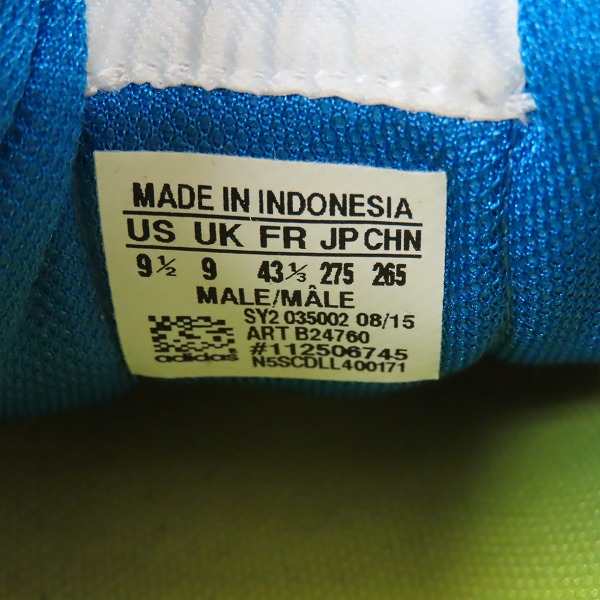 MADE IN INDONESIA
US UK FR JP CHN
9½ 9 43⅓ 275 265
MALE/MÂLE
SY2 035002 08/15
ART B24760
#112506745
adidas N5SCDLL400171